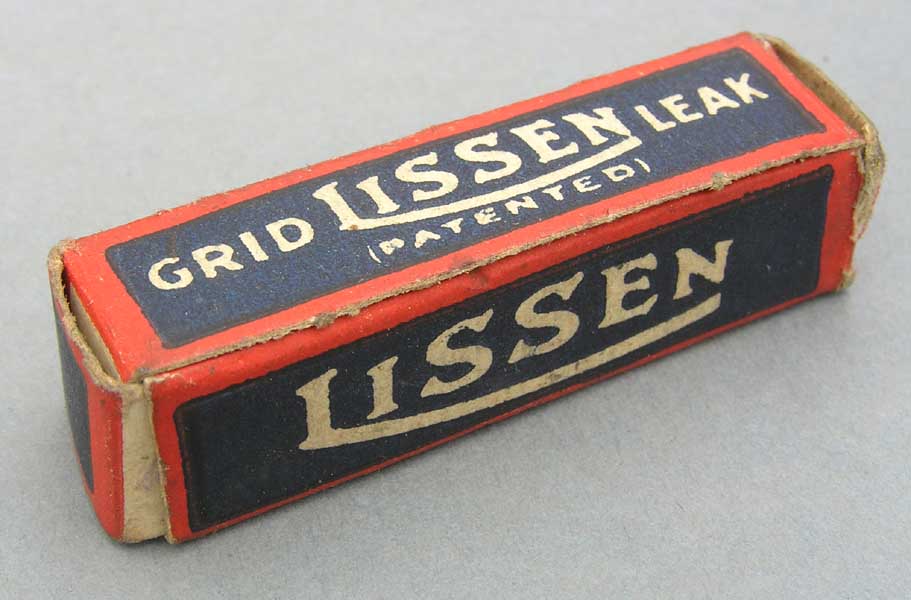 GRID LISSEN LEAK
(PATENTED)
LISSEN